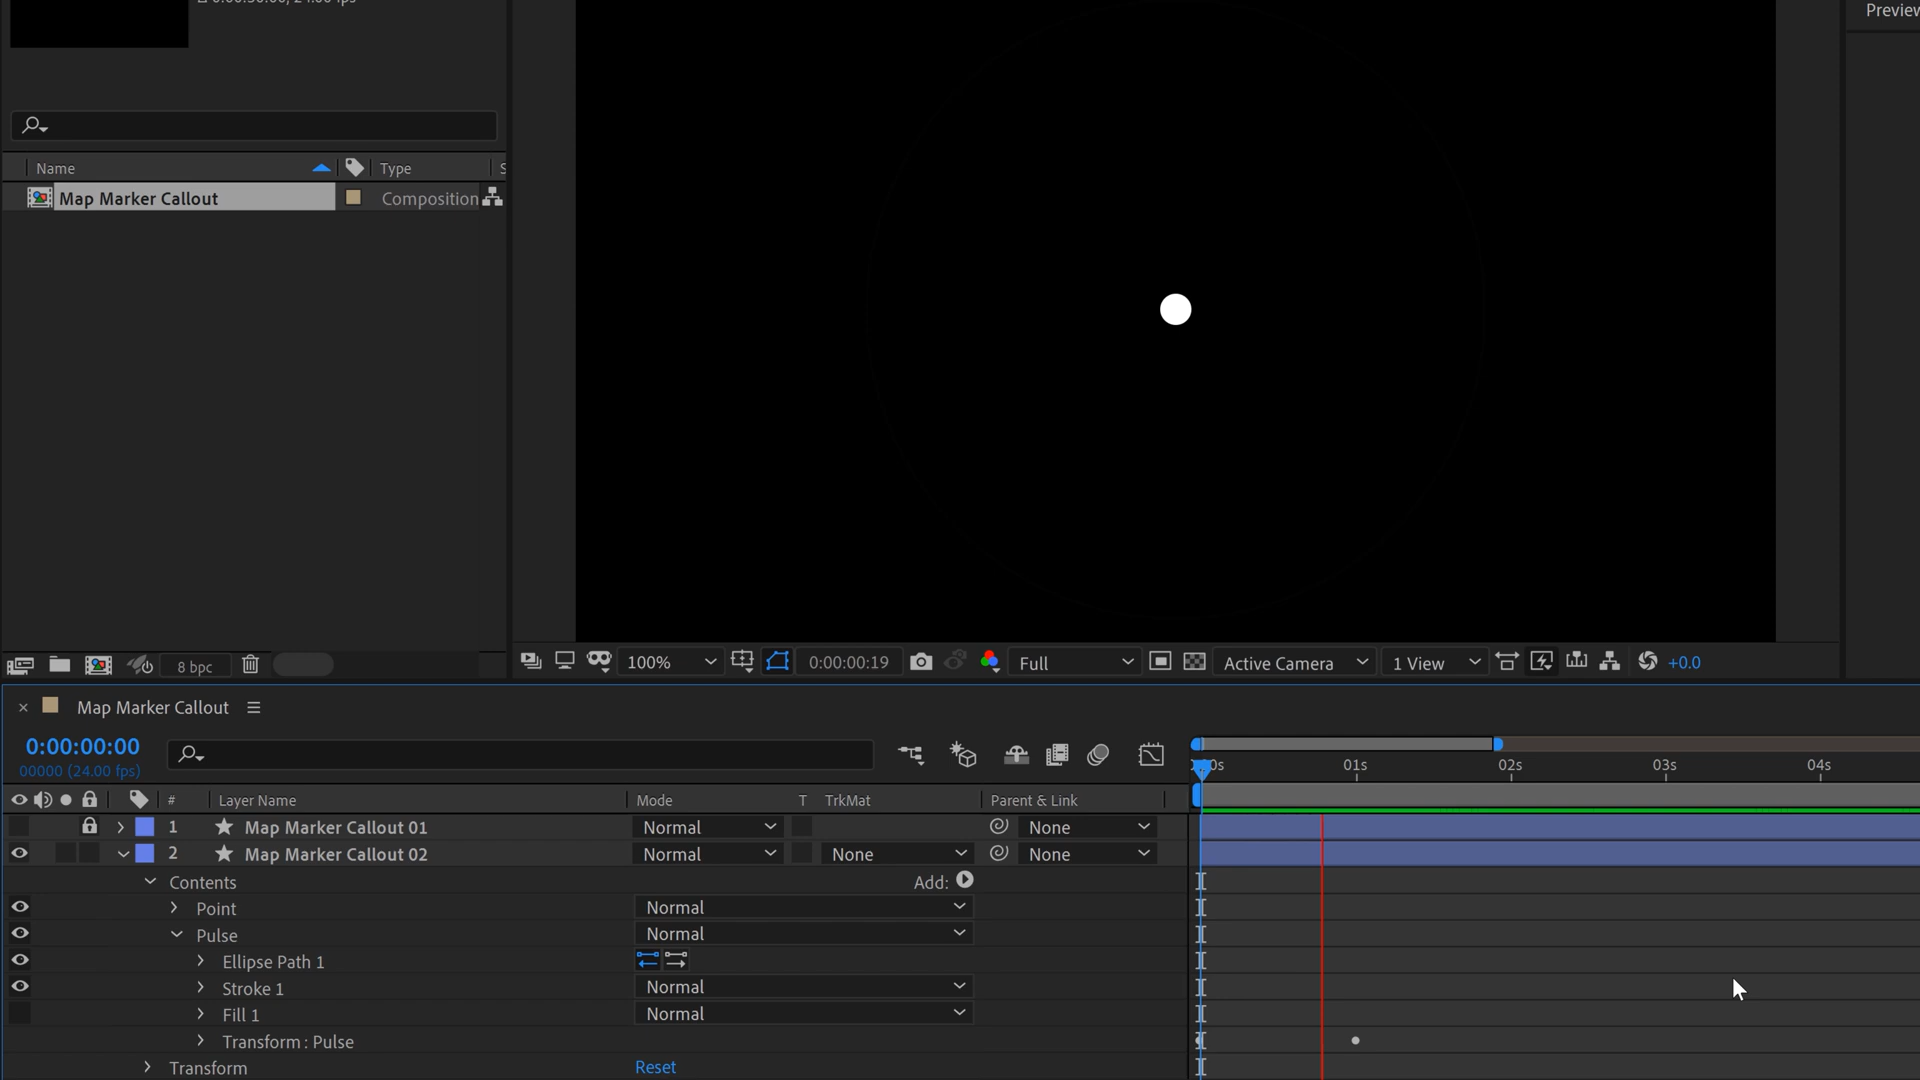 Preview
Name
Type
S
Map Marker Callout
Composition
8 bpc
100%
0:00:00:19
Full
Active Camera
1 View
+0.0
Map Marker Callout
0:00:00:00
00000 (24.00 fps)
01s
02s
03s
04s
#
Layer Name
Mode
T
TrkMat
Parent & Link
1
Map Marker Callout 01
Normal
None
2
Map Marker Callout 02
Normal
None
None
Contents
Add:
Point
Normal
Pulse
Normal
Ellipse Path 1
Stroke 1
Normal
Fill 1
Normal
Transform : Pulse
Transform
Reset